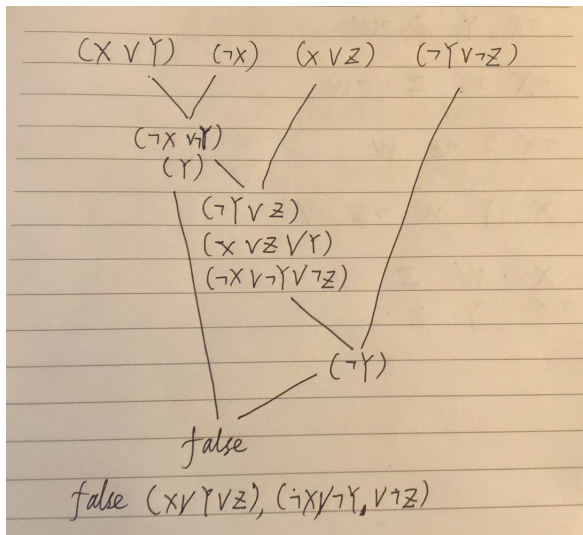 (X ∨ Y) (¬X) (X ∨ Z) (¬Y ∨ ¬Z)
(¬X ∨ ¬Y)
(Y)
(¬Y ∨ Z)
(¬X ∨ Z ∨ Y)
(¬X ∨ ¬Y ∨ ¬Z)
(¬Y)
false
false (X ∨ Y ∨ Z), (¬X ∨ ¬Y, ∨ ¬Z)